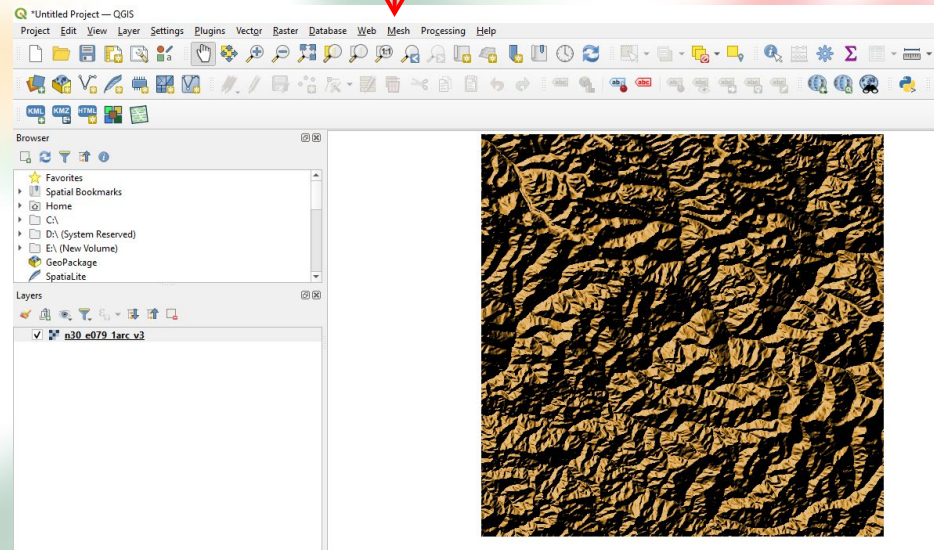 *Untitled Project — QGIS
Project Edit View Layer Settings Plugins Vector Raster Database Web Mesh Processing Help
KML KMZ HTML
Browser
Favorites
Spatial Bookmarks
Home
C:\
D:\ (System Reserved)
E:\ (New Volume)
GeoPackage
SpatiaLite
Layers
n30_e079_1arc_v3